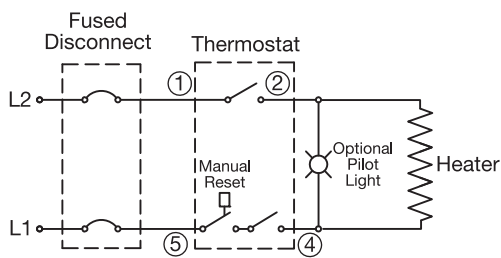 Fused
Disconnect
Thermostat
L2
1
2
Manual
Reset
Optional
Pilot
Light
Heater
L1
5
4